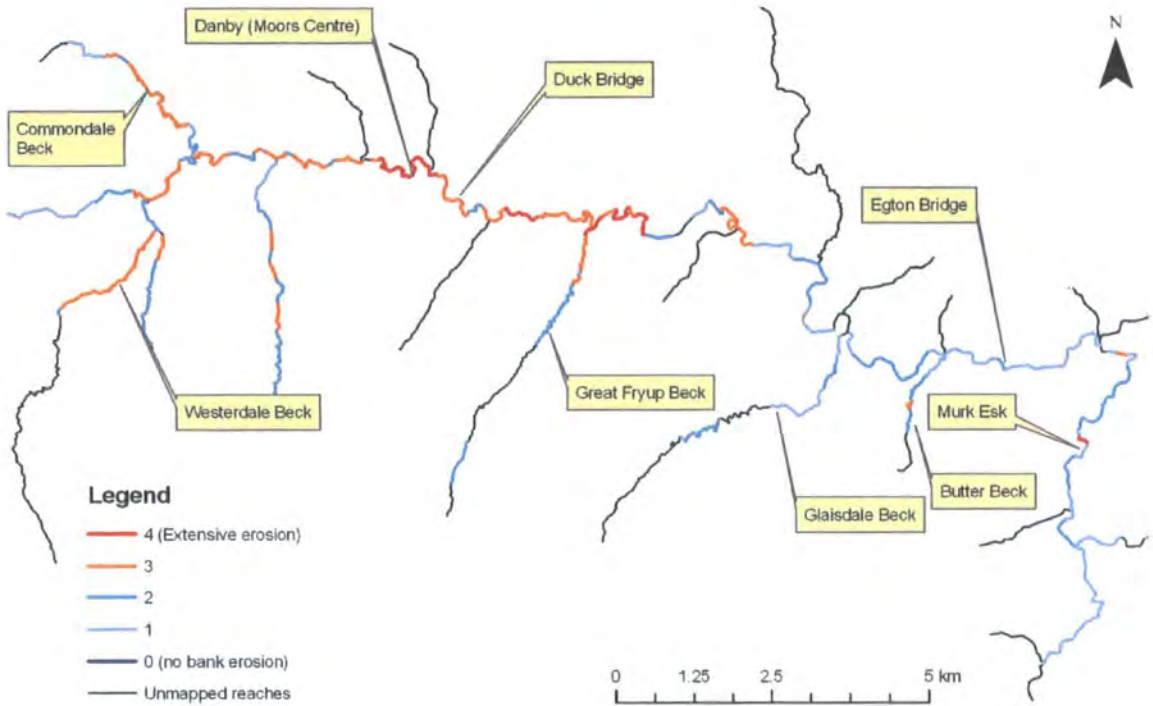 N
Danby (Moors Centre)
Duck Bridge
Commondale
Beck
Egton Bridge
Westerdale Beck
Great Fryup Beck
Murk Esk
Butter Beck
Glaisdale Beck
Legend
4 (Extensive erosion)
3
2
1
0 (no bank erosion)
Unmapped reaches
0 1.25 2.5 5 km